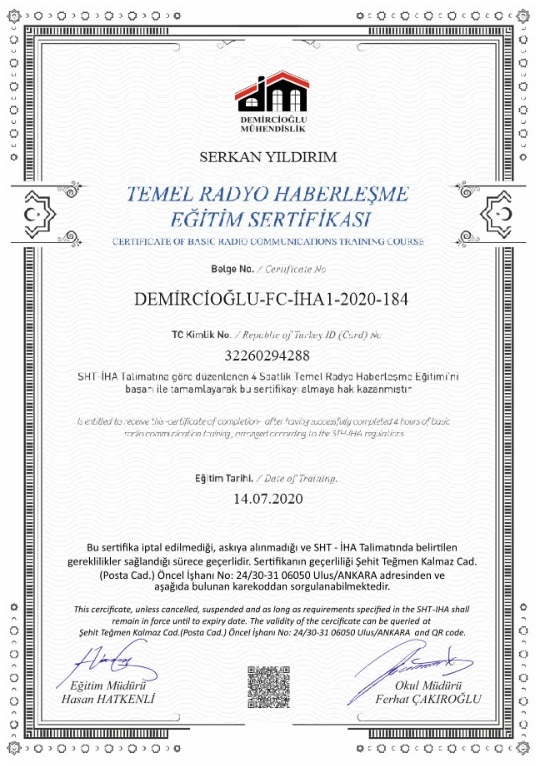 DEMİRCİOĞLU
MÜHENDİSLİK
SERKAN YILDIRIM
TEMEL RADYO HABERLEŞME
EĞİTİM SERTİFİKASI
CERTIFICATE OF BASIC RADIO COMMUNICATIONS TRAINING COURSE
Belge No. / Certificate No
DEMİRCİOĞLU-FC-İHA1-2020-184
TC Kimlik No. / Republic of Turkey ID (Card) No
32260294288
SHT-İHA Talimatına göre düzenlenen 4 Saatlik Temel Radyo Haberleşme Eğitimi'ni
başarı ile tamamlayarak bu sertifikayı almaya hak kazanmıştır
Is entitled to receive this -certificate of completion- after having successfully completed 4 hours of basic
radio communication training, arranged according to the SHT-IHA regulations
Eğitim Tarihi. / Date of Training.
14.07.2020
Bu sertifika iptal edilmediği, askıya alınmadığı ve SHT - İHA Talimatında belirtilen
gereklilikler sağlandığı sürece geçerlidir. Sertifikanın geçerliliği Şehit Teğmen Kalmaz Cad.
(Posta Cad.) Öncel İşhanı No: 24/30-31 06050 Ulus/ANKARA adresinden ve
aşağıda bulunan karekoddan sorgulanabilmektedir.
This cercificate, unless cancelled, suspended and as long as requirements specified in the SHT-IHA shall
remain in force until to expiry date. The validity of the cercificate can be queried at
Şehit Teğmen Kalmaz Cad.(Posta Cad.) Öncel İşhanı No: 24/30-31 06050 Ulus/ANKARA and QR code.
Eğitim Müdürü
Hasan HATKENLİ
Okul Müdürü
Ferhat ÇAKIROĞLU